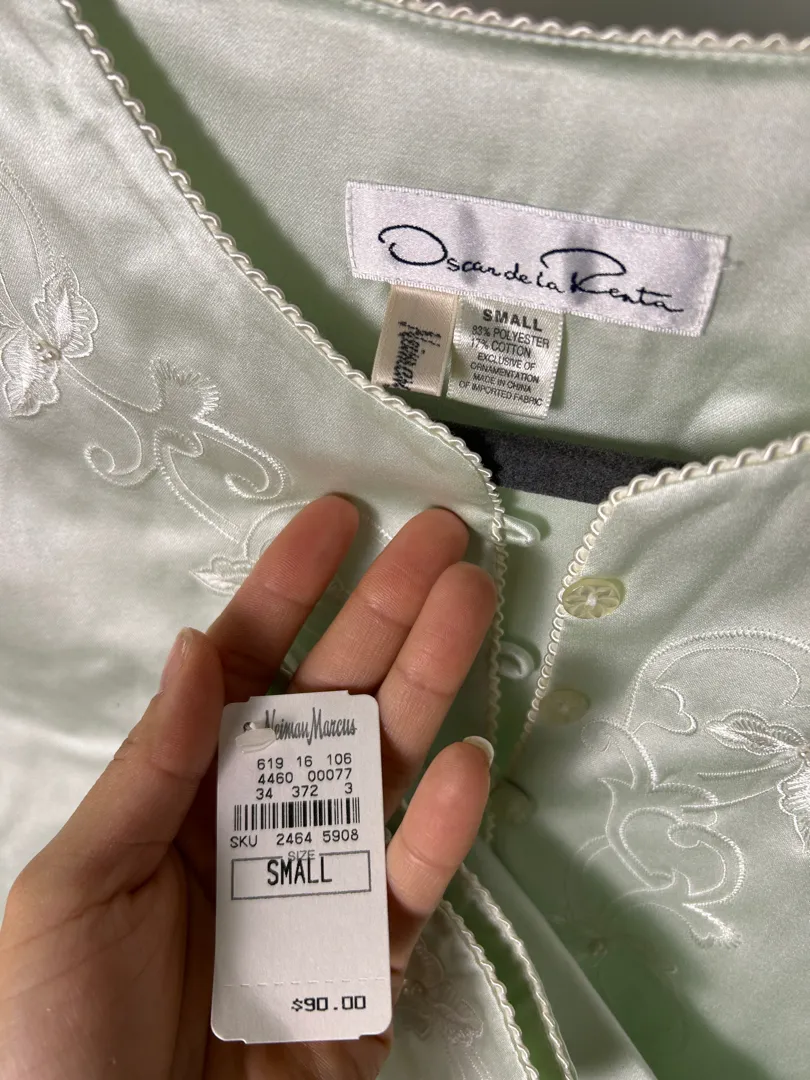 Oscar de la Renta
Neiman
SMALL
83% POLYESTER
17% COTTON
EXCLUSIVE OF
ORNAMENTATION
MADE IN CHINA
OF IMPORTED FABRIC
Neiman Marcus
619 16 106
4460 00077
34 372 3
SKU 2464 5908
SIZE
SMALL
$90.00